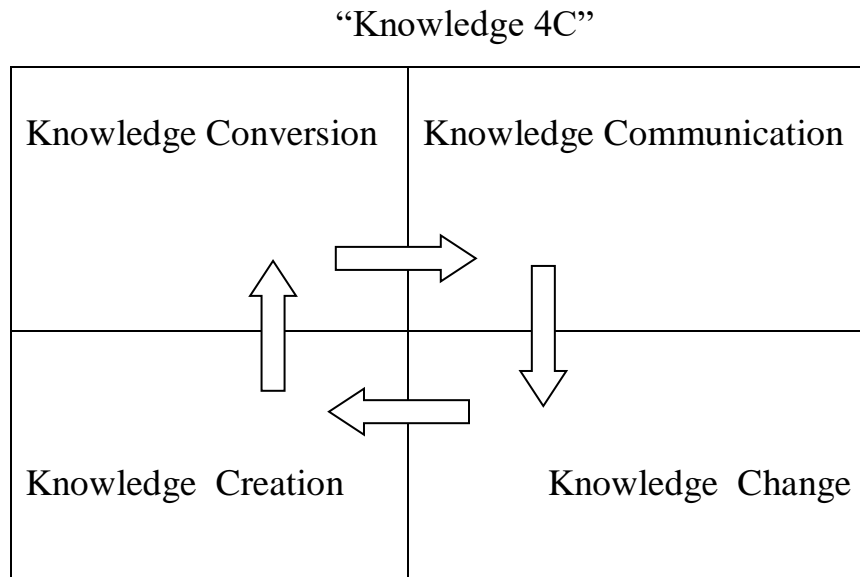 “Knowledge 4C”
Knowledge Conversion
Knowledge Communication
Knowledge Creation
Knowledge Change